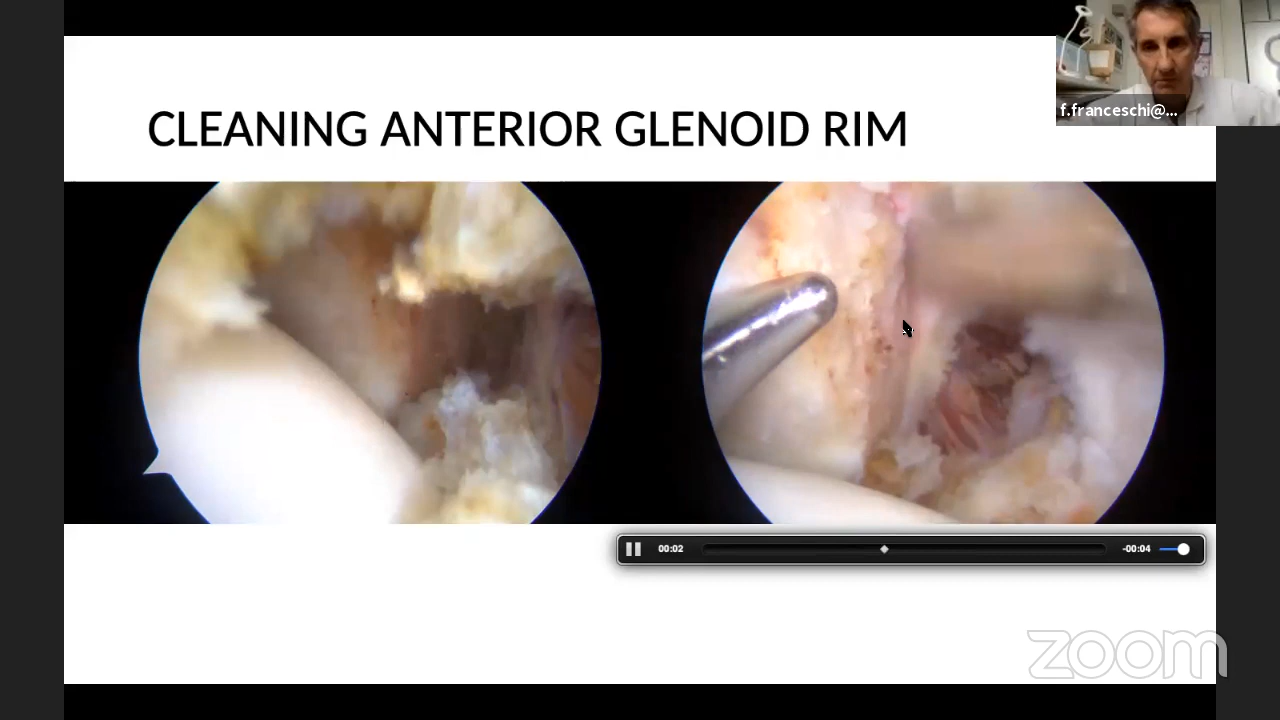 CLEANING ANTERIOR GLENOID RIM
f.franceschi@...
00:02
-00:04
zoom